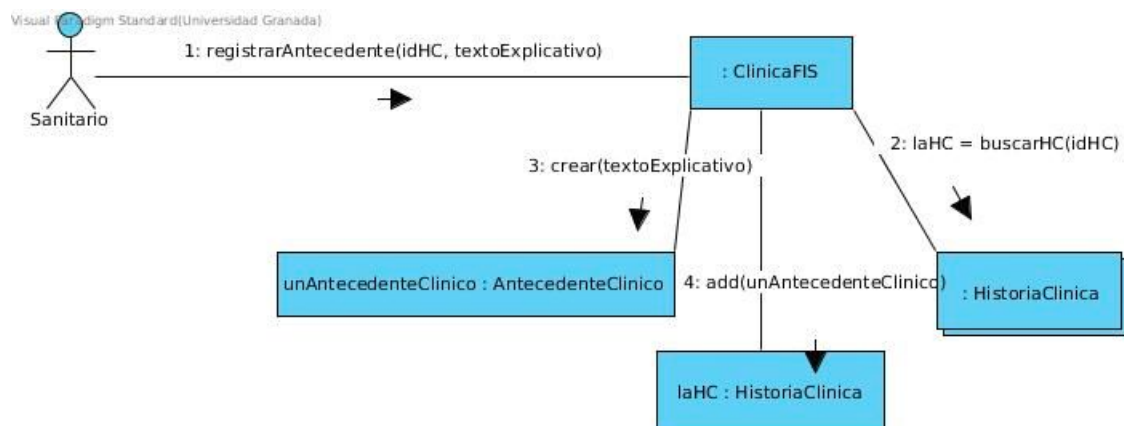 Visual Paradigm Standard(Universidad Granada)
1: registrarAntecedente(idHC, textoExplicativo)
: ClinicaFIS
Sanitario
2: laHC = buscarHC(idHC)
3: crear(textoExplicativo)
unAntecedenteClinico : AntecedenteClinico
4: add(unAntecedenteClinico)
: HistoriaClinica
laHC : HistoriaClinica